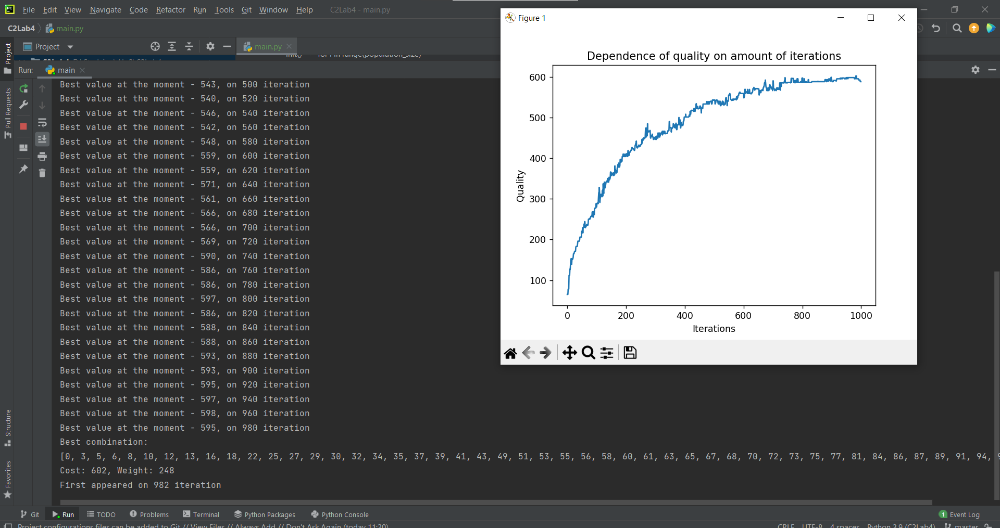 File Edit View Navigate Code Refactor Run Tools Git Window Help C2Lab4 - main.py
C2Lab4 main.py
Project main.py
for i in range(population_size)
Run: main
Best value at the moment - 543, on 500 iteration
Best value at the moment - 540, on 520 iteration
Best value at the moment - 546, on 540 iteration
Best value at the moment - 542, on 560 iteration
Best value at the moment - 548, on 580 iteration
Best value at the moment - 559, on 600 iteration
Best value at the moment - 559, on 620 iteration
Best value at the moment - 571, on 640 iteration
Best value at the moment - 561, on 660 iteration
Best value at the moment - 566, on 680 iteration
Best value at the moment - 566, on 700 iteration
Best value at the moment - 569, on 720 iteration
Best value at the moment - 590, on 740 iteration
Best value at the moment - 586, on 760 iteration
Best value at the moment - 586, on 780 iteration
Best value at the moment - 597, on 800 iteration
Best value at the moment - 586, on 820 iteration
Best value at the moment - 588, on 840 iteration
Best value at the moment - 588, on 860 iteration
Best value at the moment - 593, on 880 iteration
Best value at the moment - 593, on 900 iteration
Best value at the moment - 595, on 920 iteration
Best value at the moment - 597, on 940 iteration
Best value at the moment - 598, on 960 iteration
Best value at the moment - 595, on 980 iteration
Best combination:
[0, 3, 5, 6, 8, 10, 12, 13, 16, 18, 22, 25, 27, 29, 30, 32, 34, 35, 37, 39, 41, 43, 49, 51, 53, 55, 56, 58, 60, 61, 63, 65, 67, 68, 70, 72, 73, 75, 77, 81, 84, 86, 87, 89, 91, 94,
Cost: 602, Weight: 248
First appeared on 982 iteration
Project
Pull Requests
Structure
Favorites
Figure 1
Dependence of quality on amount of iterations
600
500
400
300
200
100
Quality
0 200 400 600 800 1000
Iterations
Git Run TODO Problems Terminal Python Packages Python Console 1 Event Log
Project configurations files can be added to Git // View Files // Always Add // Don't Ask Again (today 11:20) CRLF UTF-8 4 spaces Python 3.9 (C2Lab4) master